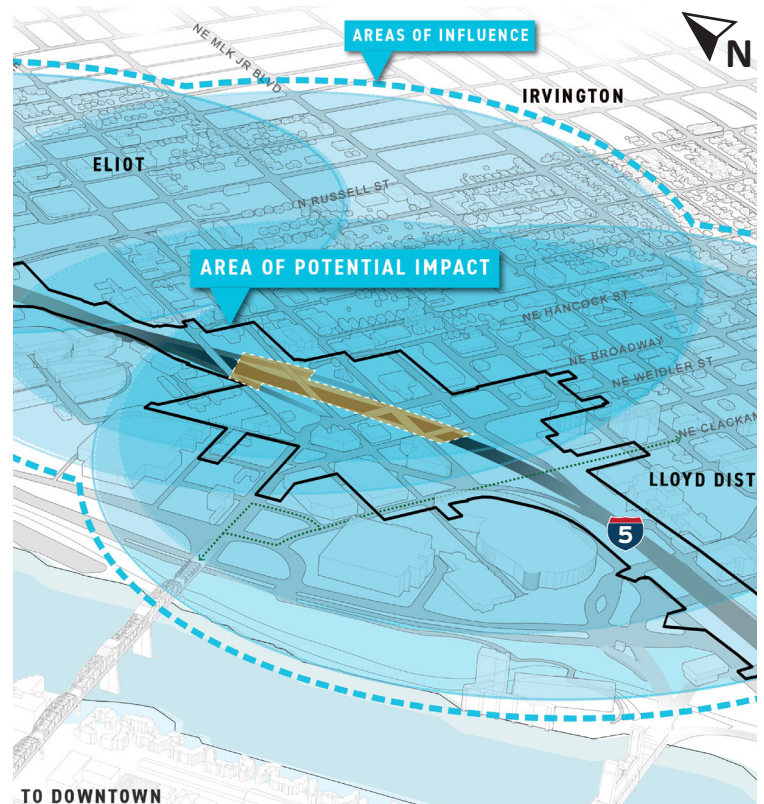 AREAS OF INFLUENCE
N
NE MLK JR BLVD
IRVINGTON
ELIOT
N RUSSELL ST
AREA OF POTENTIAL IMPACT
NE HANCOCK ST
NE BROADWAY
NE WEIDLER ST
NE CLACKAM
LLOYD DIST
5
TO DOWNTOWN